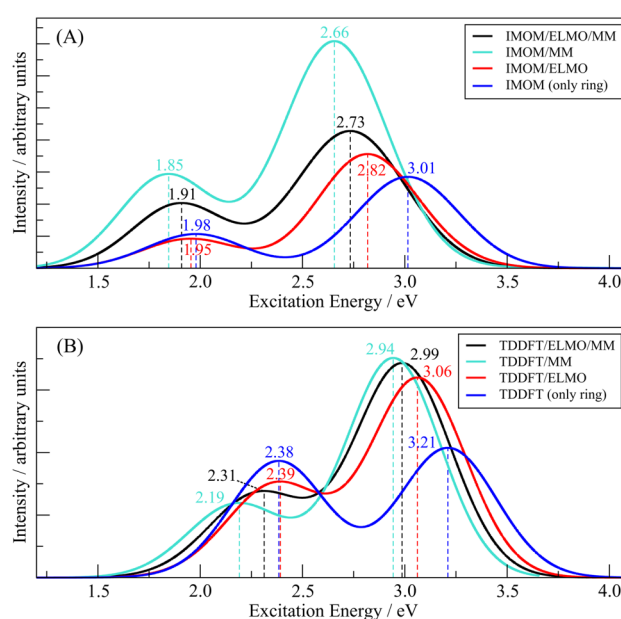 (A)
IMOM/ELMO/MM
IMOM/MM
IMOM/ELMO
IMOM (only ring)
2.66
2.73
1.85
2.82
3.01
1.91
1.98
1.95
Intensity / arbitrary units
1.5 2.0 2.5 3.0 3.5 4.0
Excitation Energy / eV
(B)
TDDFT/ELMO/MM
TDDFT/MM
TDDFT/ELMO
TDDFT (only ring)
2.94
2.99
3.06
2.38
3.21
2.31
2.39
2.19
Intensity / arbitrary units
1.5 2.0 2.5 3.0 3.5 4.0
Excitation Energy / eV